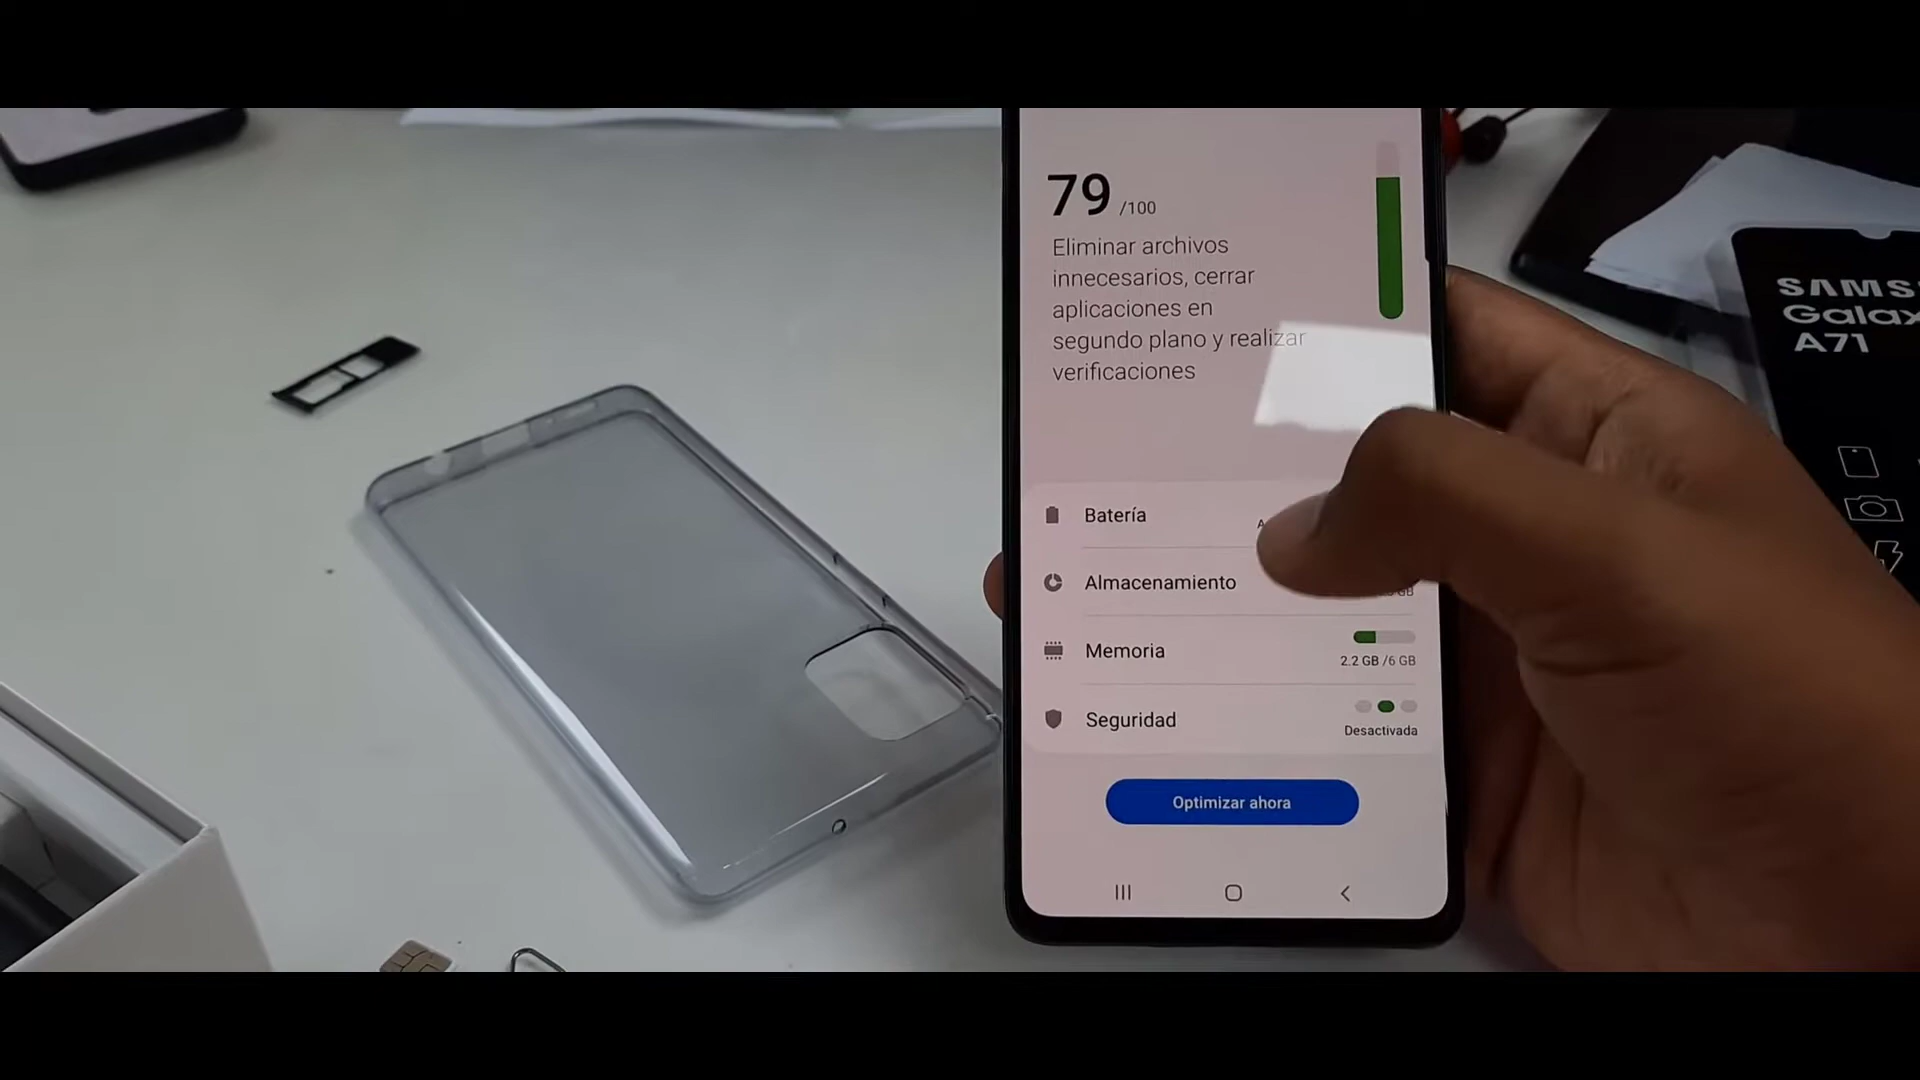 79 /100
Eliminar archivos
innecesarios, cerrar
aplicaciones en
segundo plano y realizar
verificaciones
Batería
Almacenamiento
GB
Memoria
2.2 GB /6 GB
Seguridad
Desactivada
Optimizar ahora
SAMS
Galax
A71